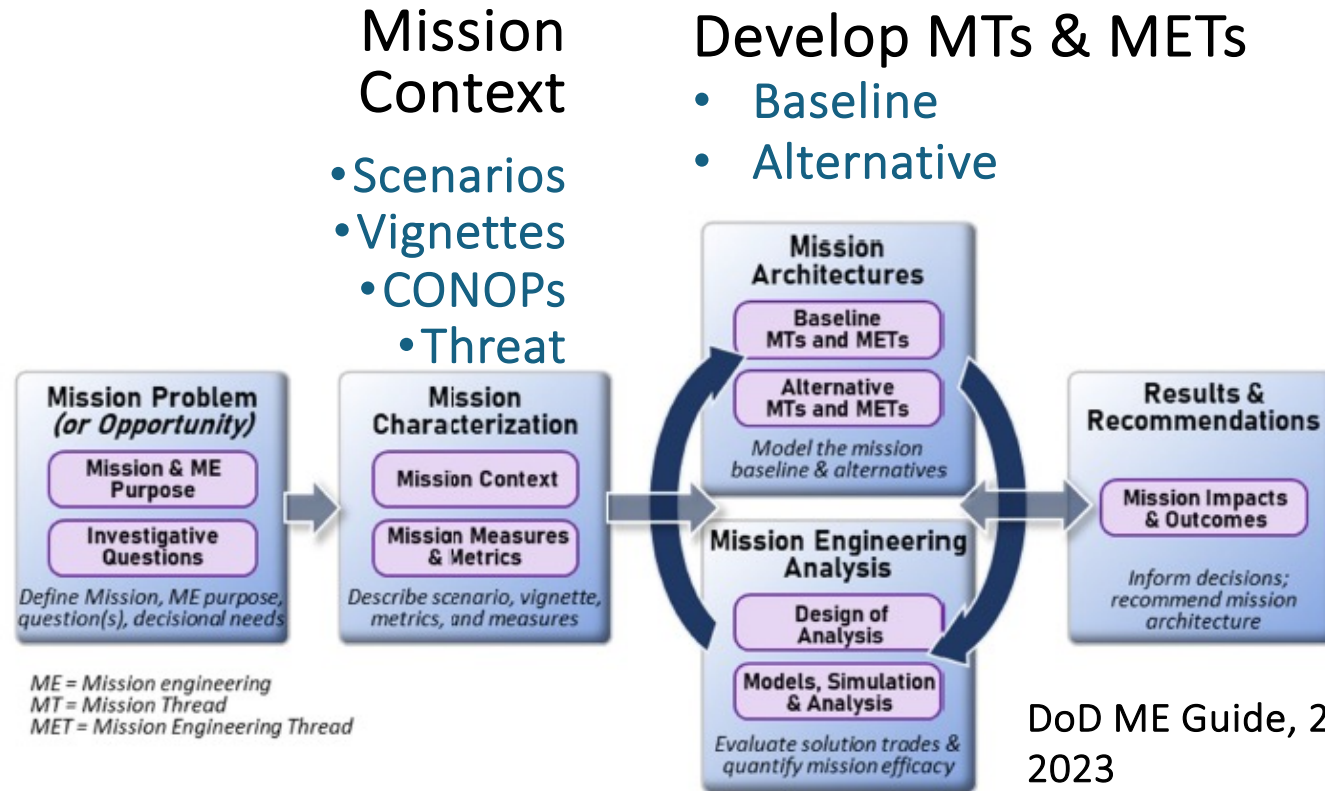 Mission
Context
• Scenarios
• Vignettes
• CONOPs
• Threat
Develop MTs & METs
• Baseline
• Alternative
Mission Problem
(or Opportunity)
Mission & ME
Purpose
Investigative
Questions
Define Mission, ME purpose,
question(s), decisional needs
Mission
Characterization
Mission Context
Mission Measures
& Metrics
Describe scenario, vignette,
metrics, and measures
Mission
Architectures
Baseline
MTs and METs
Alternative
MTs and METs
Model the mission
baseline & alternatives
Mission Engineering
Analysis
Design of
Analysis
Models, Simulation
& Analysis
Evaluate solution trades &
quantify mission efficacy
Results &
Recommendations
Mission Impacts
& Outcomes
Inform decisions;
recommend mission
architecture
ME = Mission engineering
MT = Mission Thread
MET = Mission Engineering Thread
DoD ME Guide, 2
2023